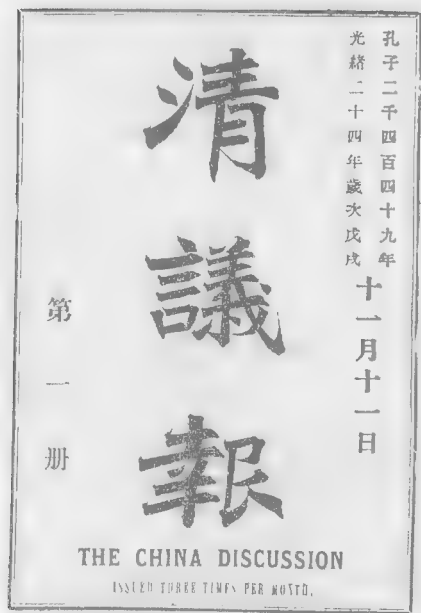 孔子二千四百四十九年
光緒二十四年歲次戊戌
十一月十一日
清議報
第一册
THE CHINA DISCUSSION
ISSUED THREE TIMES PER MONTH.